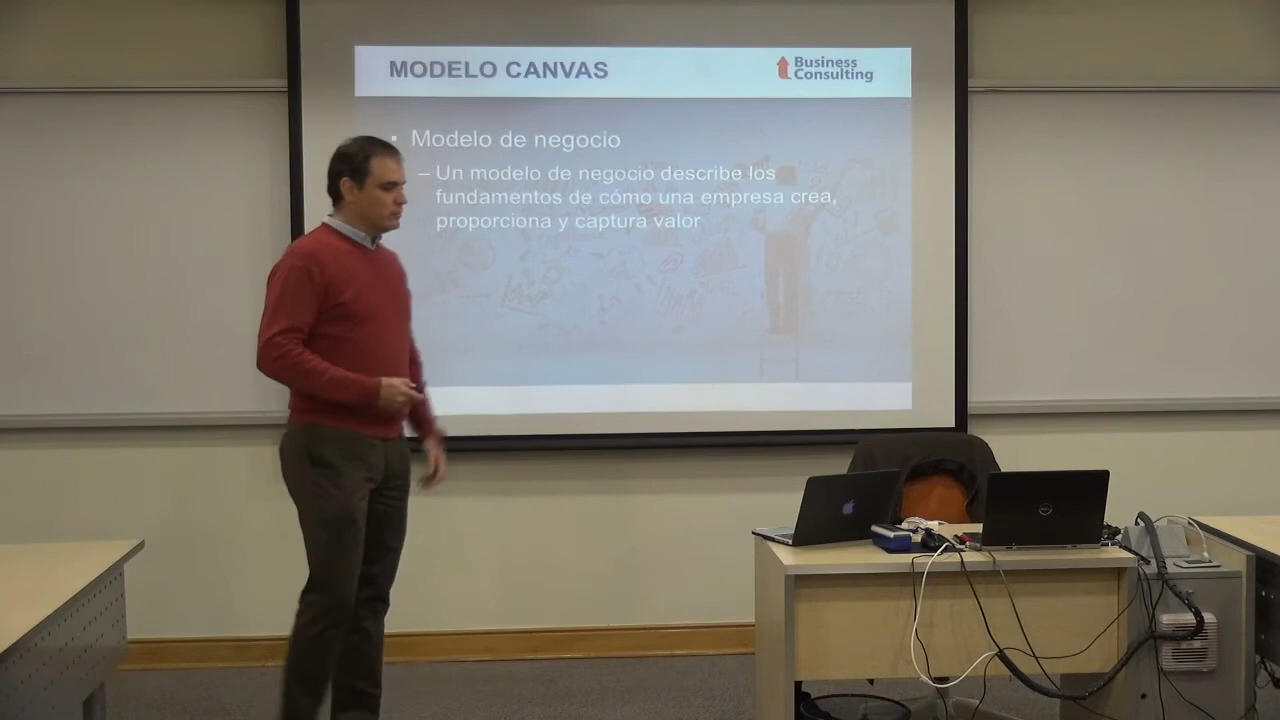 MODELO CANVAS
Business
Consulting
• Modelo de negocio
– Un modelo de negocio describe los
fundamentos de cómo una empresa crea,
proporciona y captura valor
DELL